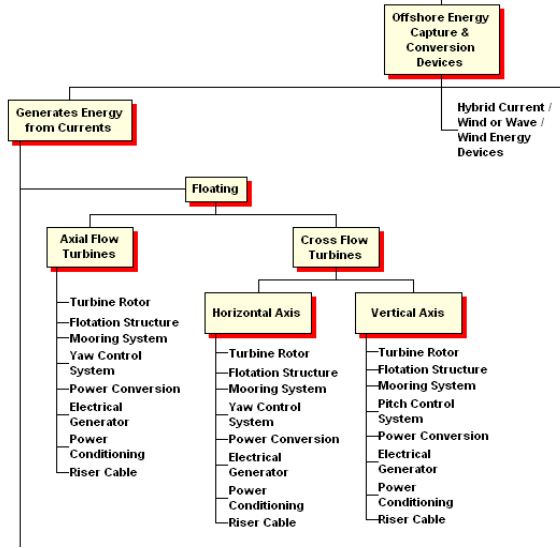 Offshore Energy
Capture &
Conversion
Devices
Generates Energy
from Currents
Hybrid Current /
Wind or Wave /
Wind Energy
Devices
Floating
Axial Flow
Turbines
Cross Flow
Turbines
Turbine Rotor
Flotation Structure
Mooring System
Yaw Control
System
Power Conversion
Electrical
Generator
Power
Conditioning
Riser Cable
Horizontal Axis
Turbine Rotor
Flotation Structure
Mooring System
Yaw Control
System
Power Conversion
Electrical
Generator
Power
Conditioning
Riser Cable
Vertical Axis
Turbine Rotor
Flotation Structure
Mooring System
Pitch Control
System
Power Conversion
Electrical
Generator
Power
Conditioning
Riser Cable